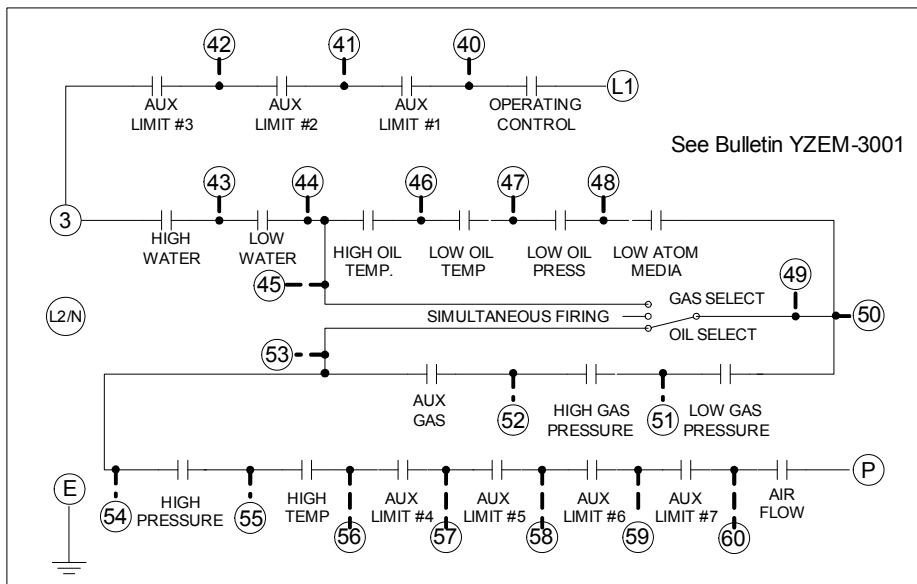 42
41
40
L1
AUX
LIMIT #3
AUX
LIMIT #2
AUX
LIMIT #1
OPERATING
CONTROL
See Bulletin YZEM-3001
43
44
46
47
48
3
HIGH
WATER
LOW
WATER
HIGH OIL
TEMP.
LOW OIL
TEMP
LOW OIL
PRESS
LOW ATOM
MEDIA
45
49
GAS SELECT
L2/N
SIMULTANEOUS FIRING
50
OIL SELECT
53
AUX
GAS
52
HIGH GAS
PRESSURE
51
LOW GAS
PRESSURE
E
P
54
HIGH
PRESSURE
55
HIGH
TEMP
56
AUX
LIMIT #4
57
AUX
LIMIT #5
58
AUX
LIMIT #6
59
AUX
LIMIT #7
60
AIR
FLOW